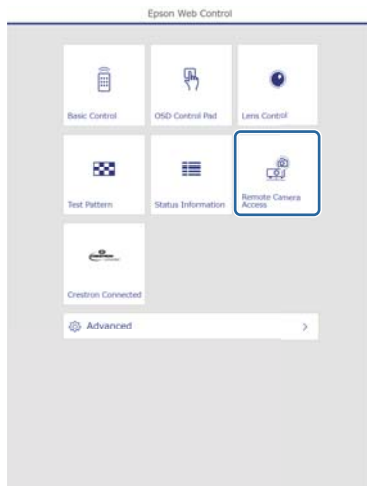 Epson Web Control
Basic Control
OSD Control Pad
Lens Control
Test Pattern
Status Information
Remote Camera
Access
CRESTRON
Crestron Connected
Advanced